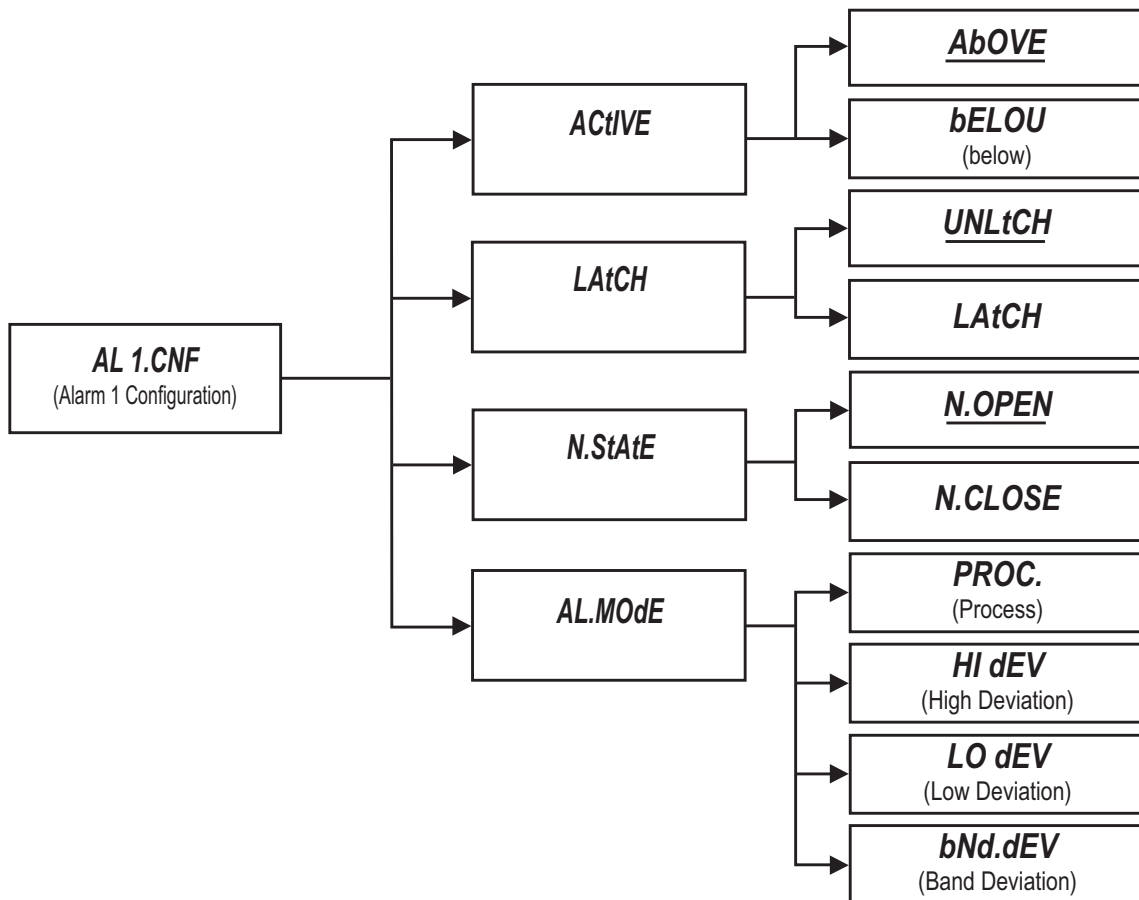 AL 1.CNF
(Alarm 1 Configuration)
ACtIVE
AbOVE
bELOU
(below)
LAtCH
UNLtCH
LAtCH
N.StAtE
N.OPEN
N.CLOSE
AL.MOdE
PROC.
(Process)
HI dEV
(High Deviation)
LO dEV
(Low Deviation)
bNd.dEV
(Band Deviation)